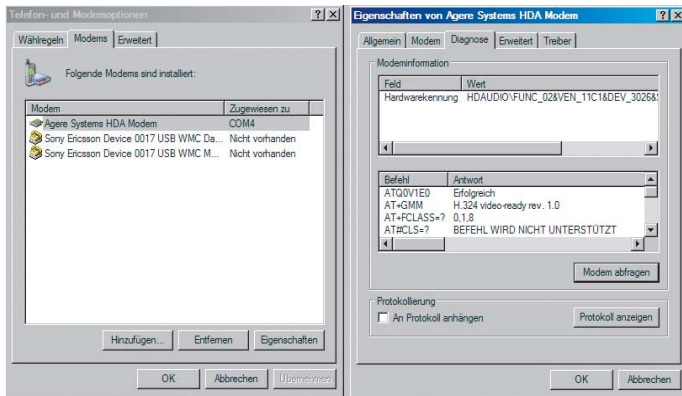 Telefon- und Modemoptionen
Wählregeln Modems Erweitert
Folgende Modems sind installiert:
Modem Zugewiesen zu
Agere Systems HDA Modem COM4
Sony Ericsson Device 0017 USB WMC Da... Nicht vorhanden
Sony Ericsson Device 0017 USB WMC M... Nicht vorhanden
Hinzufügen... Entfernen Eigenschaften
OK Abbrechen Übernehmen
Eigenschaften von Agere Systems HDA Modem
Allgemein Modem Diagnose Erweitert Treiber
Modeminformation
Feld Wert
Hardwarekennung HDAUDIO\FUNC_02&VEN_11C1&DEV_3026&
Befehl Antwort
ATQ0V1E0 Erfolgreich
AT+GMM H.324 video-ready rev. 1.0
AT+FCLASS=? 0,1,8
AT#CLS=? BEFEHL WIRD NICHT UNTERSTÜTZT
Modem abfragen
Protokollierung
An Protokoll anhängen Protokoll anzeigen
OK Abbrechen